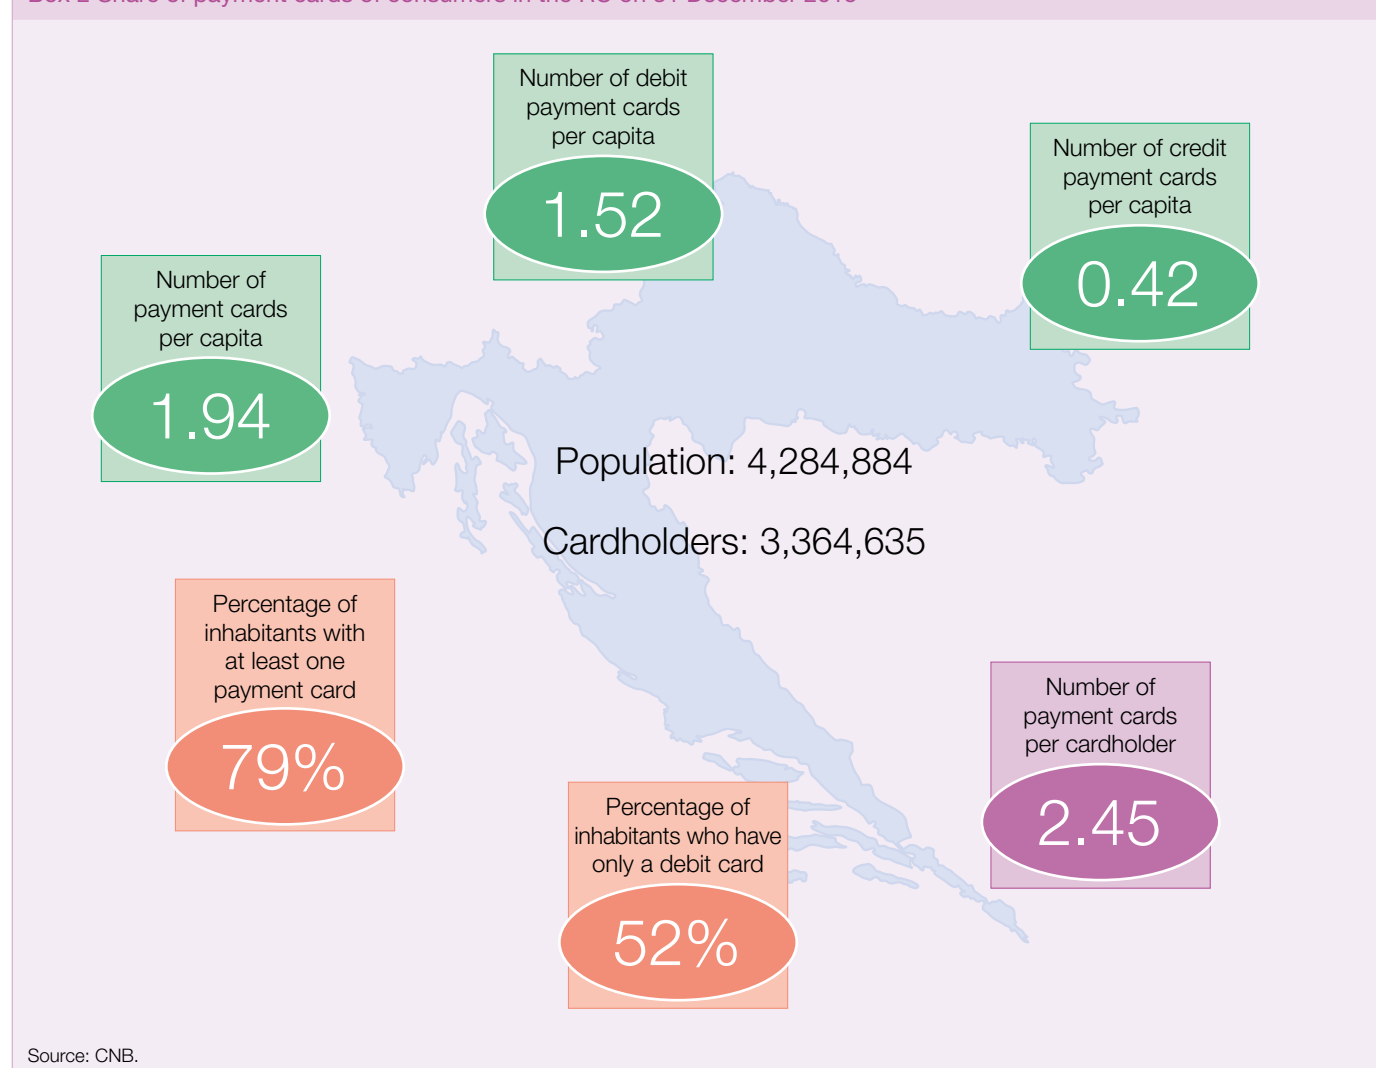 Number of debit
payment cards
per capita
1.52
Number of credit
payment cards
per capita
0.42
Number of
payment cards
per capita
1.94
Population: 4,284,884
Cardholders: 3,364,635
Percentage of
inhabitants with
at least one
payment card
79%
Number of
payment cards
per cardholder
2.45
Percentage of
inhabitants who have
only a debit card
52%
Source: CNB.